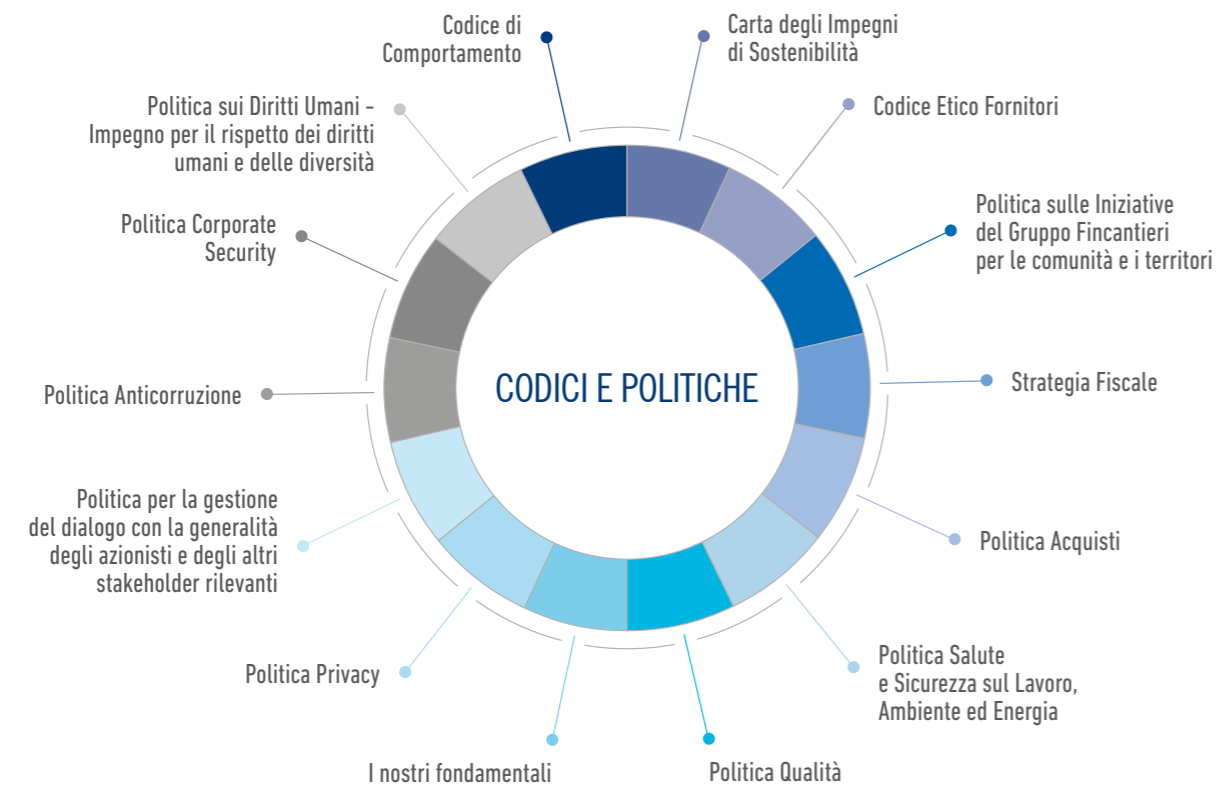 Codice di
Comportamento
Carta degli Impegni
di Sostenibilità
Codice Etico Fornitori
Politica sulle Iniziative
del Gruppo Fincantieri
per le comunità e i territori
Strategia Fiscale
Politica Acquisti
Politica Salute
e Sicurezza sul Lavoro,
Ambiente ed Energia
Politica Qualità
I nostri fondamentali
Politica Privacy
Politica per la gestione
del dialogo con la generalità
degli azionisti e degli altri
stakeholder rilevanti
Politica Anticorruzione
Politica Corporate
Security
Politica sui Diritti Umani -
Impegno per il rispetto dei diritti
umani e delle diversità
CODICI E POLITICHE